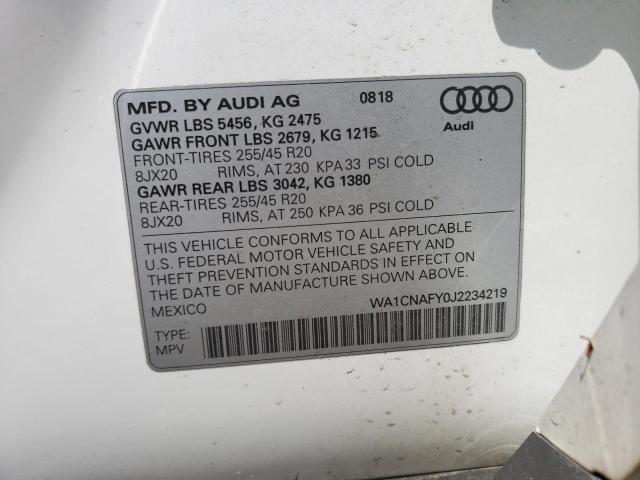 MFD. BY AUDI AG 0818
Audi
GVWR LBS 5456, KG 2475
GAWR FRONT LBS 2679, KG 1215
FRONT-TIRES 255/45 R20
8JX20 RIMS, AT 230 KPA 33 PSI COLD
GAWR REAR LBS 3042, KG 1380
REAR-TIRES 255/45 R20
8JX20 RIMS, AT 250 KPA 36 PSI COLD
THIS VEHICLE CONFORMS TO ALL APPLICABLE
U.S. FEDERAL MOTOR VEHICLE SAFETY AND
THEFT PREVENTION STANDARDS IN EFFECT ON
THE DATE OF MANUFACTURE SHOWN ABOVE.
MEXICO WA1CNAFY0J2234219
TYPE:
MPV